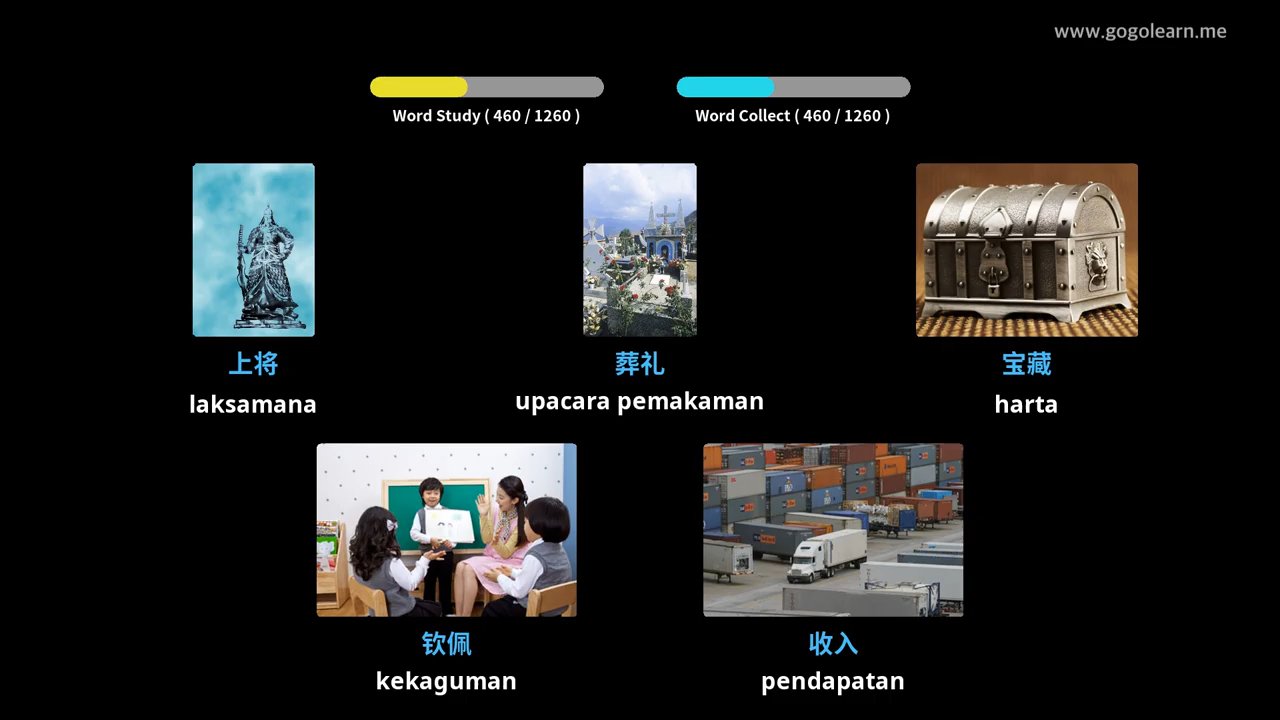 www.gogolearn.me
Word Study ( 460 / 1260 )
Word Collect ( 460 / 1260 )
上将
laksamana
葬礼
upacara pemakaman
宝藏
harta
钦佩
kekaguman
收入
pendapatan